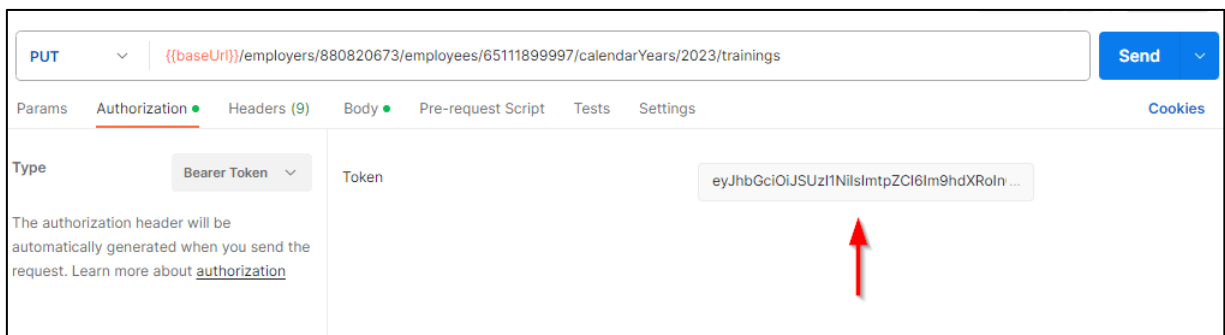 PUT {{baseUrl}}/employers/880820673/employees/65111899997/calendarYears/2023/trainings Send
Params Authorization Headers (9) Body Pre-request Script Tests Settings Cookies
Type Bearer Token Token eyJhbGciOiJSUzI1NiIsImtpZCI6Im9hdXRoIn ...
The authorization header will be
automatically generated when you send the
request. Learn more about authorization